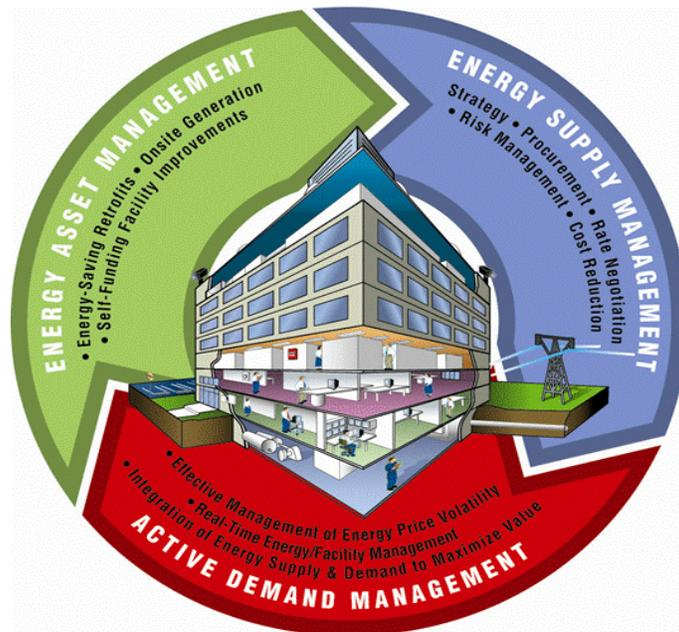 ENERGY ASSET MANAGEMENT
• Energy-Saving Retrofits • Onsite Generation
• Self-Funding Facility Improvements
ENERGY SUPPLY MANAGEMENT
Strategy • Procurement • Rate Negotiation
• Risk Management • Cost Reduction
• Effective Management of Energy Price Volatility
• Real-Time Energy/Facility Management
• Integration of Energy Supply & Demand to Maximize Value
ACTIVE DEMAND MANAGEMENT